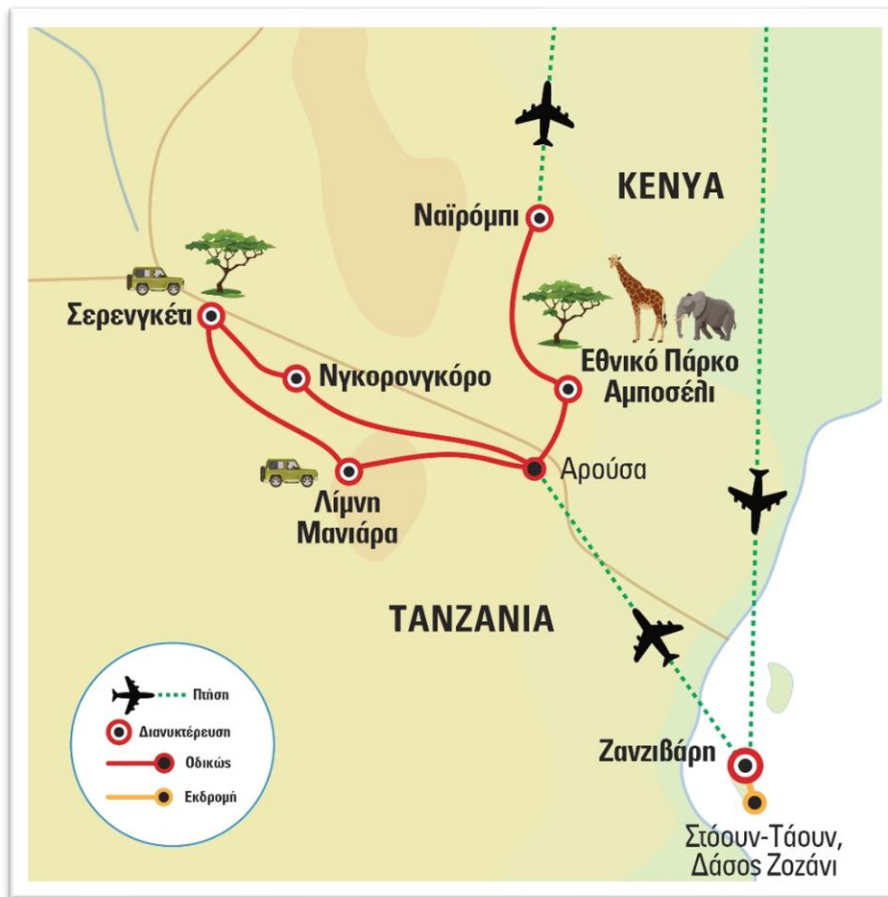 KENYA
Ναϊρόμπι
Σερενγκέτι
Νγκορονγκόρο
Εθνικό Πάρκο
Αμποσέλι
Λίμνη
Μανιάρα
Αρούσα
TANZANIA
Πτήση
Διανυκτέρευση
Οδικώς
Εκδρομή
Ζανζιβάρη
Στόουν-Τάουν,
Δάσος Ζοζάνι